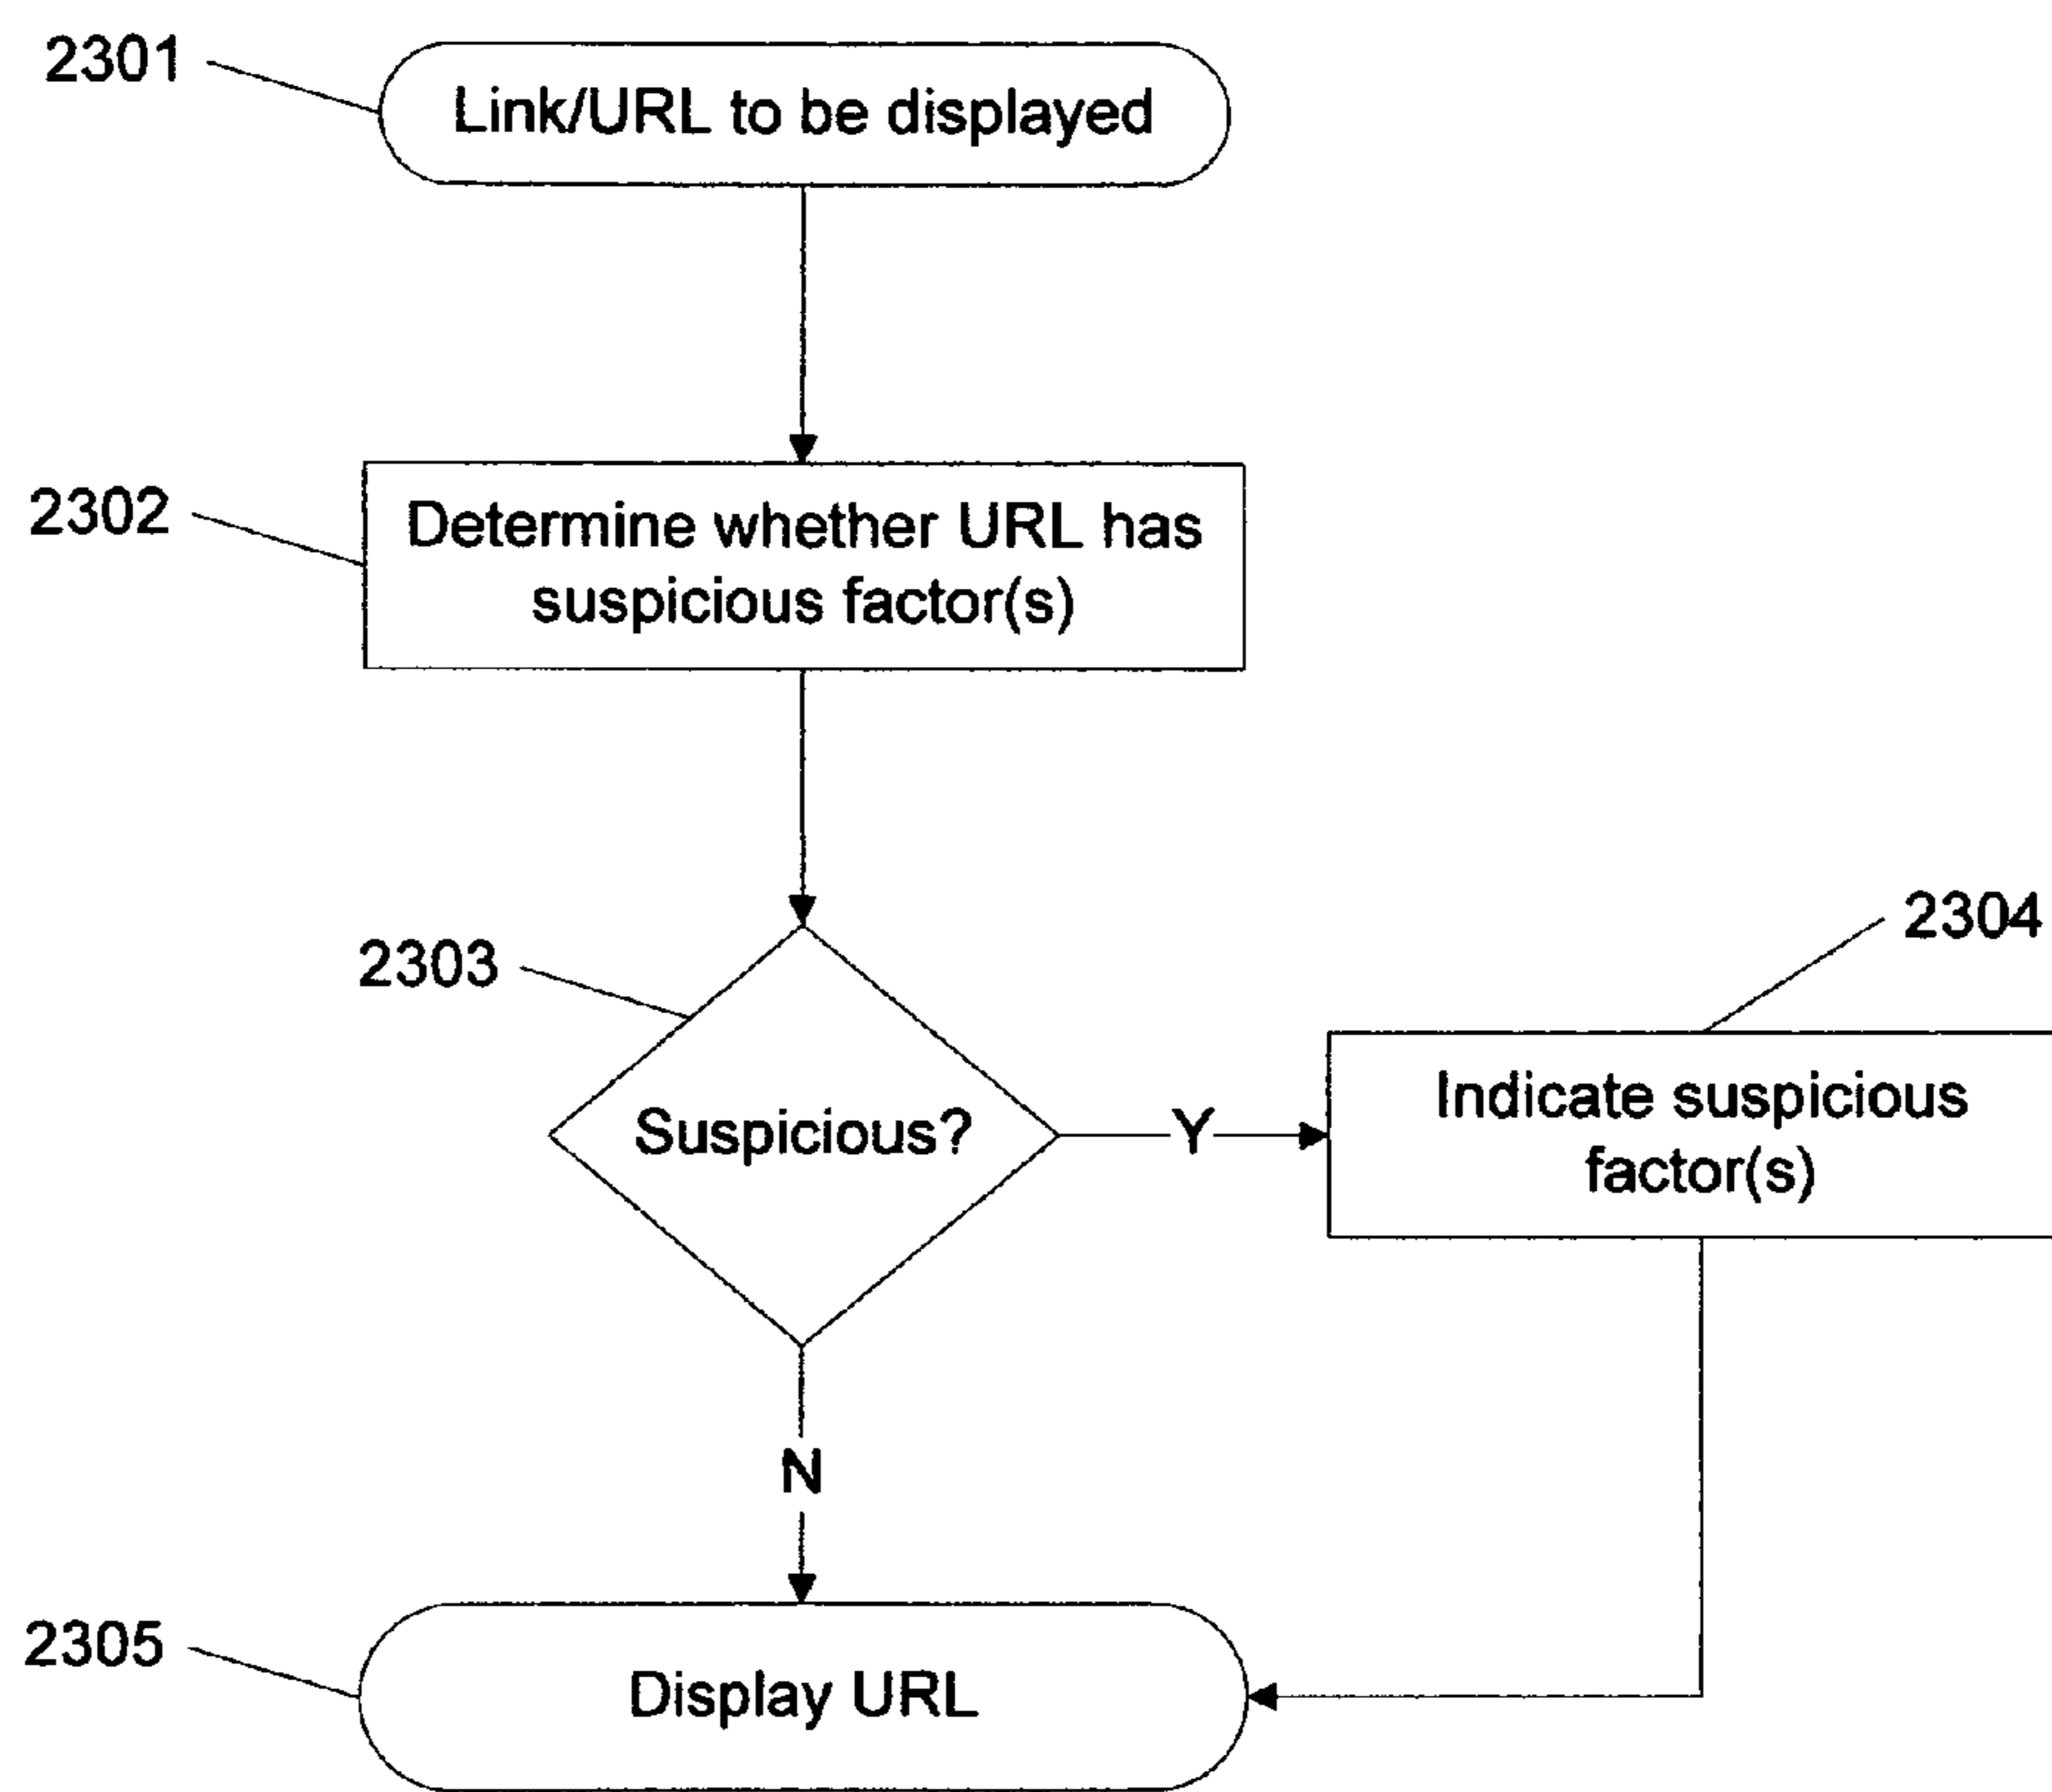 2301
Link/URL to be displayed
2302
Determine whether URL has
suspicious factor(s)
2303
2304
Suspicious?
Y
Indicate suspicious
factor(s)
N
2305
Display URL